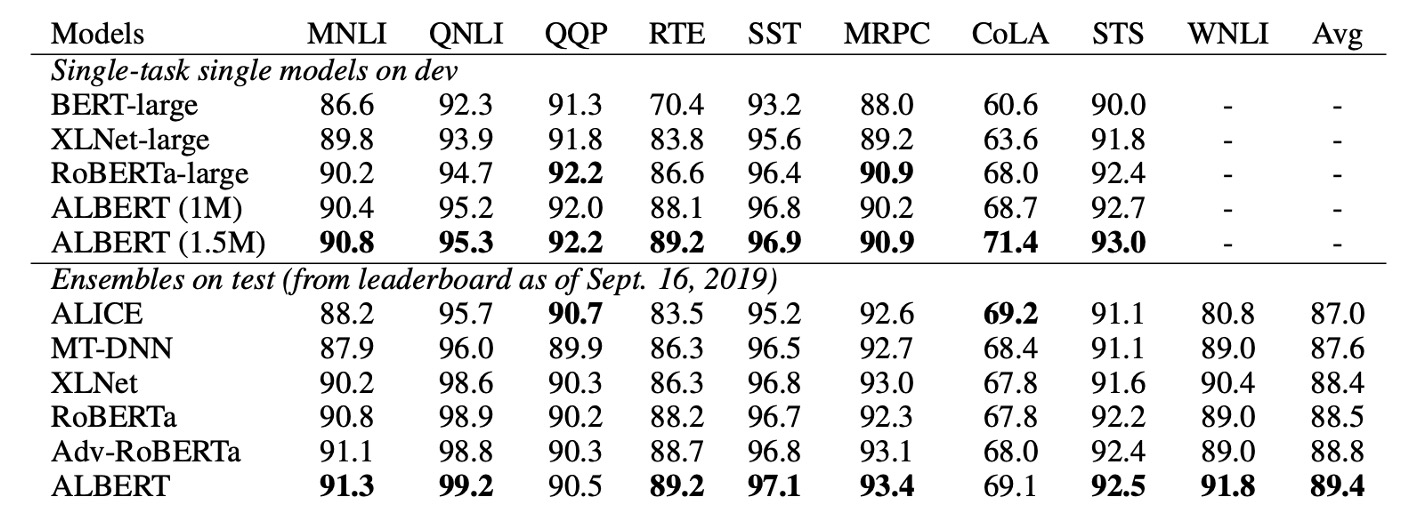 Models MNLI QNLI QQP RTE SST MRPC CoLA STS WNLI Avg
Single-task single models on dev
BERT-large 86.6 92.3 91.3 70.4 93.2 88.0 60.6 90.0 - -
XLNet-large 89.8 93.9 91.8 83.8 95.6 89.2 63.6 91.8 - -
RoBERTa-large 90.2 94.7 92.2 86.6 96.4 90.9 68.0 92.4 - -
ALBERT (1M) 90.4 95.2 92.0 88.1 96.8 90.2 68.7 92.7 - -
ALBERT (1.5M) 90.8 95.3 92.2 89.2 96.9 90.9 71.4 93.0 - -
Ensembles on test (from leaderboard as of Sept. 16, 2019)
ALICE 88.2 95.7 90.7 83.5 95.2 92.6 69.2 91.1 80.8 87.0
MT-DNN 87.9 96.0 89.9 86.3 96.5 92.7 68.4 91.1 89.0 87.6
XLNet 90.2 98.6 90.3 86.3 96.8 93.0 67.8 91.6 90.4 88.4
RoBERTa 90.8 98.9 90.2 88.2 96.7 92.3 67.8 92.2 89.0 88.5
Adv-RoBERTa 91.1 98.8 90.3 88.7 96.8 93.1 68.0 92.4 89.0 88.8
ALBERT 91.3 99.2 90.5 89.2 97.1 93.4 69.1 92.5 91.8 89.4